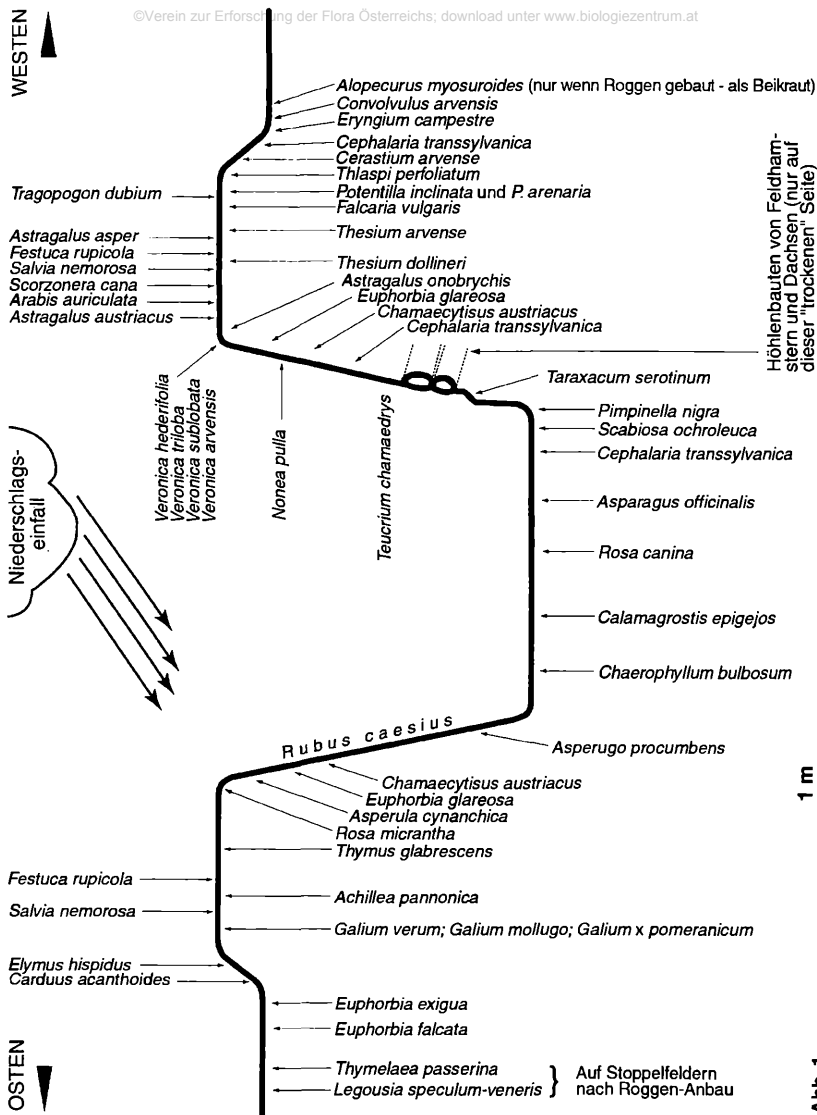 ©Verein zur Erforschung der Flora Österreichs; download unter www.biologiezentrum.at
WESTEN
Alopecurus myosuroides (nur wenn Roggen gebaut - als Beikraut)
Convolvulus arvensis
Eryngium campestre
Cephalaria transsylvanica
Cerastium arvense
Thlaspi perfoliatum
Potentilla inclinata und P. arenaria
Falcaria vulgaris
Thesium arvense
Thesium dollineri
Astragalus onobrychis
Euphorbia glareosa
Chamaecytisus austriacus
Cephalaria transsylvanica
Tragopogon dubium
Astragalus asper
Festuca rupicola
Salvia nemorosa
Scorzonera cana
Arabis auriculata
Astragalus austriacus
Höhlenbauten von Feldham-
stern und Dachsen (nur auf
dieser "trockenen" Seite)
Veronica hederifolia
Veronica triloba
Veronica sublobata
Veronica arvensis
Nonea pulla
Teucrium chamaedrys
Taraxacum serotinum
Pimpinella nigra
Scabiosa ochroleuca
Cephalaria transsylvanica
Asparagus officinalis
Rosa canina
Calamagrostis epigejos
Chaerophyllum bulbosum
Niederschlags-
einfall
Rubus caesius
Asperugo procumbens
Chamaecytisus austriacus
Euphorbia glareosa
Asperula cynanchica
Rosa micrantha
Thymus glabrescens
Festuca rupicola
Achillea pannonica
Salvia nemorosa
Galium verum; Galium mollugo; Galium x pomeranicum
Elymus hispidus
Carduus acanthoides
Euphorbia exigua
Euphorbia falcata
Thymelaea passerina
Legousia speculum-veneris
} Auf Stoppelfeldern
nach Roggen-Anbau
OSTEN
1 m